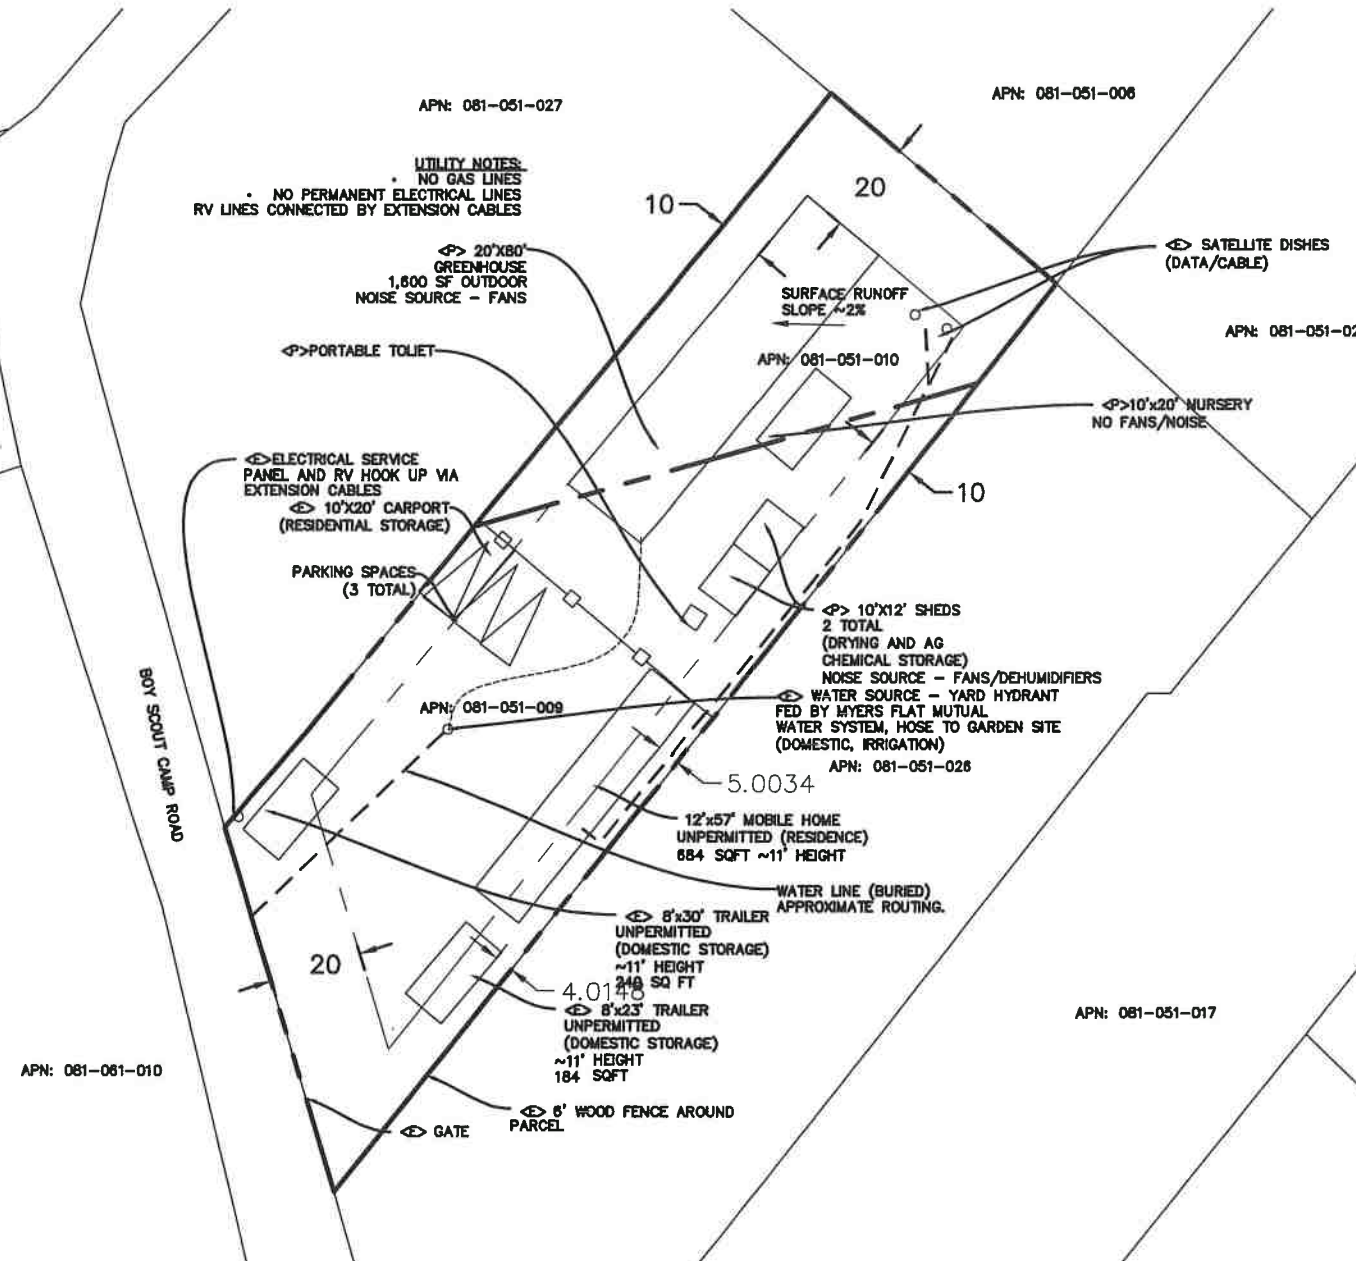 APN: 081-051-027
APN: 081-051-006
UTILITY NOTES:
• NO GAS LINES
• NO PERMANENT ELECTRICAL LINES
RV LINES CONNECTED BY EXTENSION CABLES
10
20
<P> 20'X80'
GREENHOUSE
1,600 SF OUTDOOR
NOISE SOURCE - FANS
<E> SATELLITE DISHES
(DATA/CABLE)
SURFACE RUNOFF
SLOPE ~2%
APN: 081-051-02
<P>PORTABLE TOLIET
APN: 081-051-010
<P>10'x20' NURSERY
NO FANS/NOISE
<E>ELECTRICAL SERVICE
PANEL AND RV HOOK UP VIA
EXTENSION CABLES
10
<E> 10'X20' CARPORT
(RESIDENTIAL STORAGE)
PARKING SPACES
(3 TOTAL)
<P> 10'X12' SHEDS
2 TOTAL
(DRYING AND AG
CHEMICAL STORAGE)
NOISE SOURCE - FANS/DEHUMIDIFIERS
BOY SCOUT CAMP ROAD
APN: 081-051-009
<E> WATER SOURCE - YARD HYDRANT
FED BY MYERS FLAT MUTUAL
WATER SYSTEM, HOSE TO GARDEN SITE
(DOMESTIC, IRRIGATION)
APN: 081-051-026
5.0034
12'x57' MOBILE HOME
UNPERMITTED (RESIDENCE)
684 SQFT ~11' HEIGHT
WATER LINE (BURIED)
APPROXIMATE ROUTING.
<E> 8'x30' TRAILER
UNPERMITTED
(DOMESTIC STORAGE)
~11' HEIGHT
240 SQ FT
20
4.0148
<E> 8'x23' TRAILER
UNPERMITTED
(DOMESTIC STORAGE)
~11' HEIGHT
184 SQFT
APN: 081-051-017
APN: 081-061-010
<E> 6' WOOD FENCE AROUND
PARCEL
<E> GATE